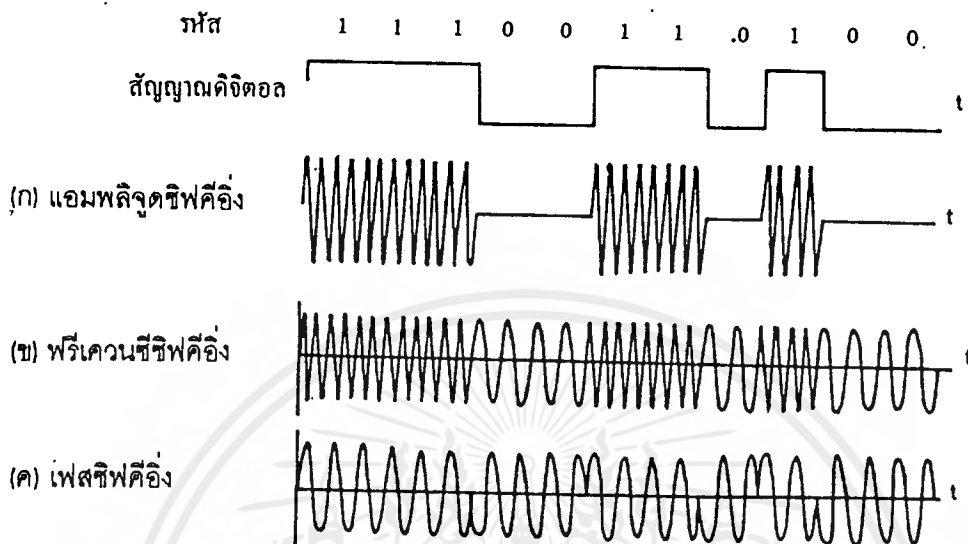 รหัส 1 1 1 0 0 1 1 .0 1 0 0.
สัญญาณดิจิตอล t
(ก) แอมพลิจูดชิฟคีอิ่ง t
(ข) ฟรีเควนซีชิฟคีอิ่ง t
(ค) เฟสชิฟคีอิ่ง t